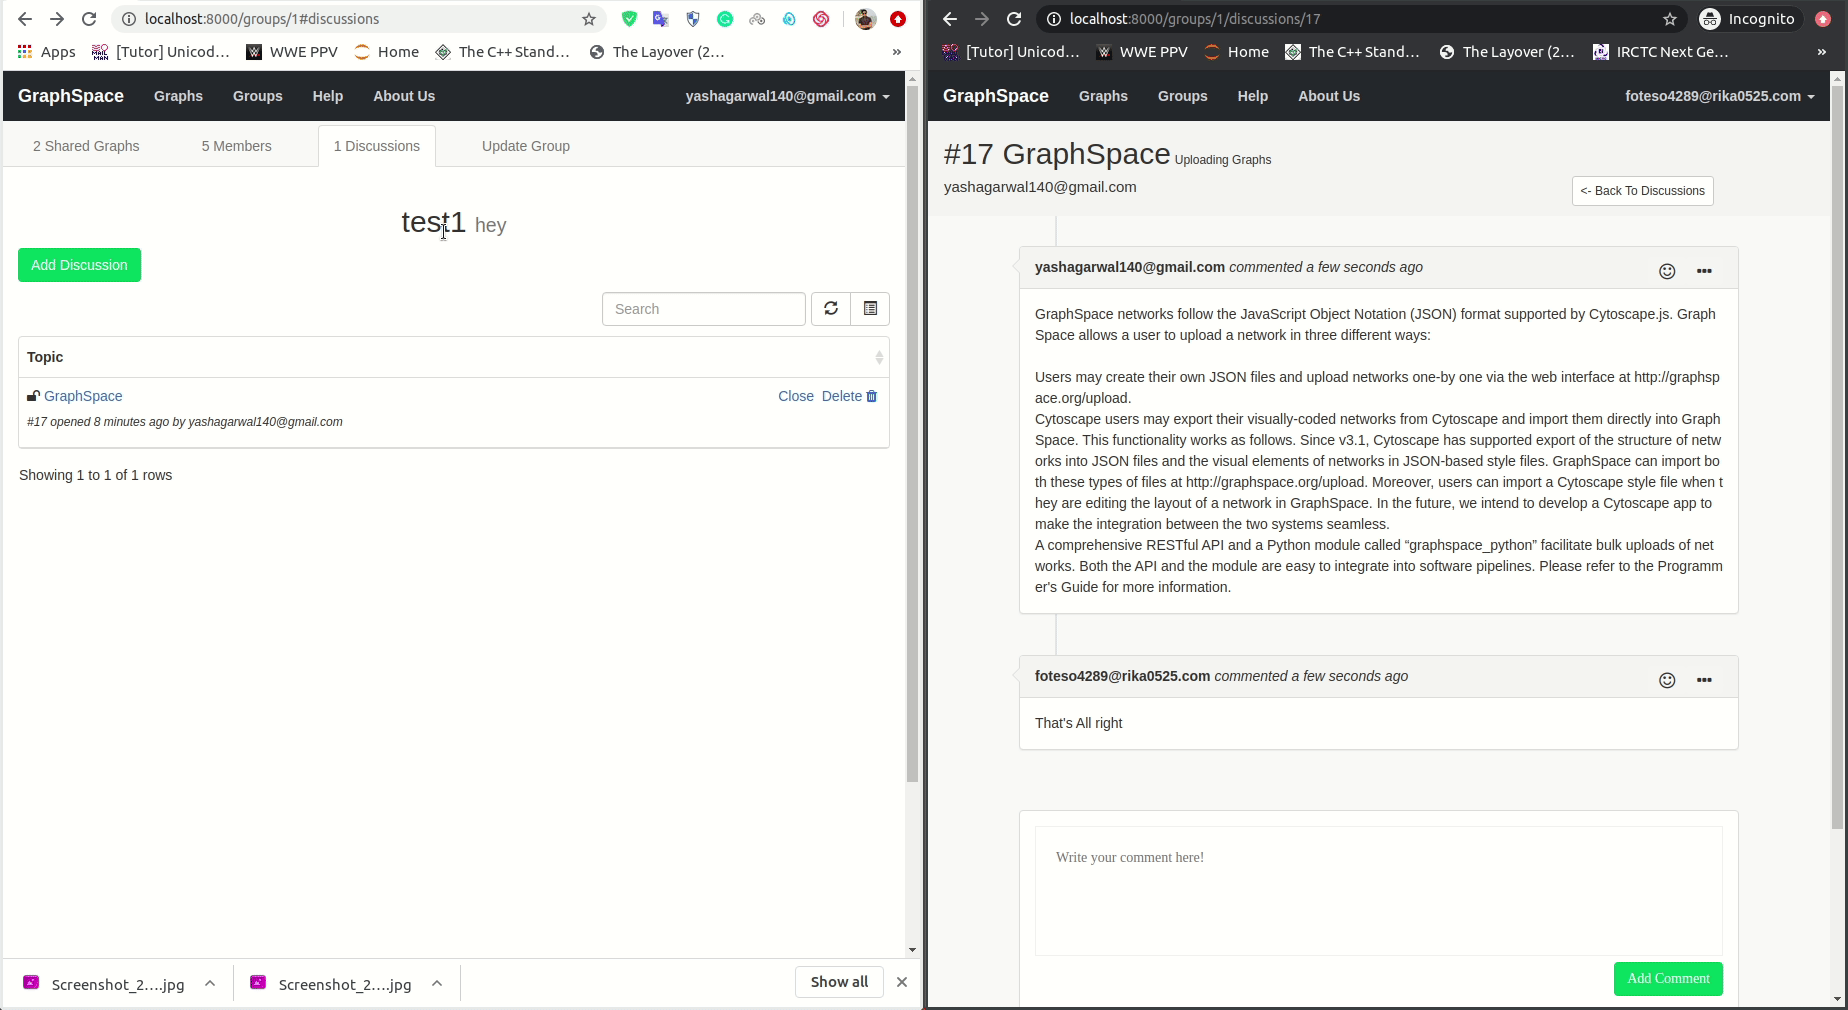 localhost:8000/groups/1#discussions
Apps
[Tutor] Unicod...
WWE PPV
Home
The C++ Stand...
The Layover (2...
»
GraphSpace
Graphs
Groups
Help
About Us
yashagarwal140@gmail.com
2 Shared Graphs
5 Members
1 Discussions
Update Group
test1 hey
Add Discussion
Search
Topic
GraphSpace
Close
Delete
#17 opened 8 minutes ago by yashagarwal140@gmail.com
Showing 1 to 1 of 1 rows
Screenshot_2....jpg
Screenshot_2....jpg
Show all
localhost:8000/groups/1/discussions/17
Incognito
[Tutor] Unicod...
WWE PPV
Home
The C++ Stand...
The Layover (2...
IRCTC Next Ge...
»
GraphSpace
Graphs
Groups
Help
About Us
foteso4289@rika0525.com
#17 GraphSpace Uploading Graphs
yashagarwal140@gmail.com
<- Back To Discussions
yashagarwal140@gmail.com commented a few seconds ago
GraphSpace networks follow the JavaScript Object Notation (JSON) format supported by Cytoscape.js. Graph
Space allows a user to upload a network in three different ways:
Users may create their own JSON files and upload networks one-by one via the web interface at http://graphsp
ace.org/upload.
Cytoscape users may export their visually-coded networks from Cytoscape and import them directly into Graph
Space. This functionality works as follows. Since v3.1, Cytoscape has supported export of the structure of netw
orks into JSON files and the visual elements of networks in JSON-based style files. GraphSpace can import bo
th these types of files at http://graphspace.org/upload. Moreover, users can import a Cytoscape style file when t
hey are editing the layout of a network in GraphSpace. In the future, we intend to develop a Cytoscape app to
make the integration between the two systems seamless.
A comprehensive RESTful API and a Python module called “graphspace_python” facilitate bulk uploads of net
works. Both the API and the module are easy to integrate into software pipelines. Please refer to the Programm
er's Guide for more information.
foteso4289@rika0525.com commented a few seconds ago
That's All right
Write your comment here!
Add Comment